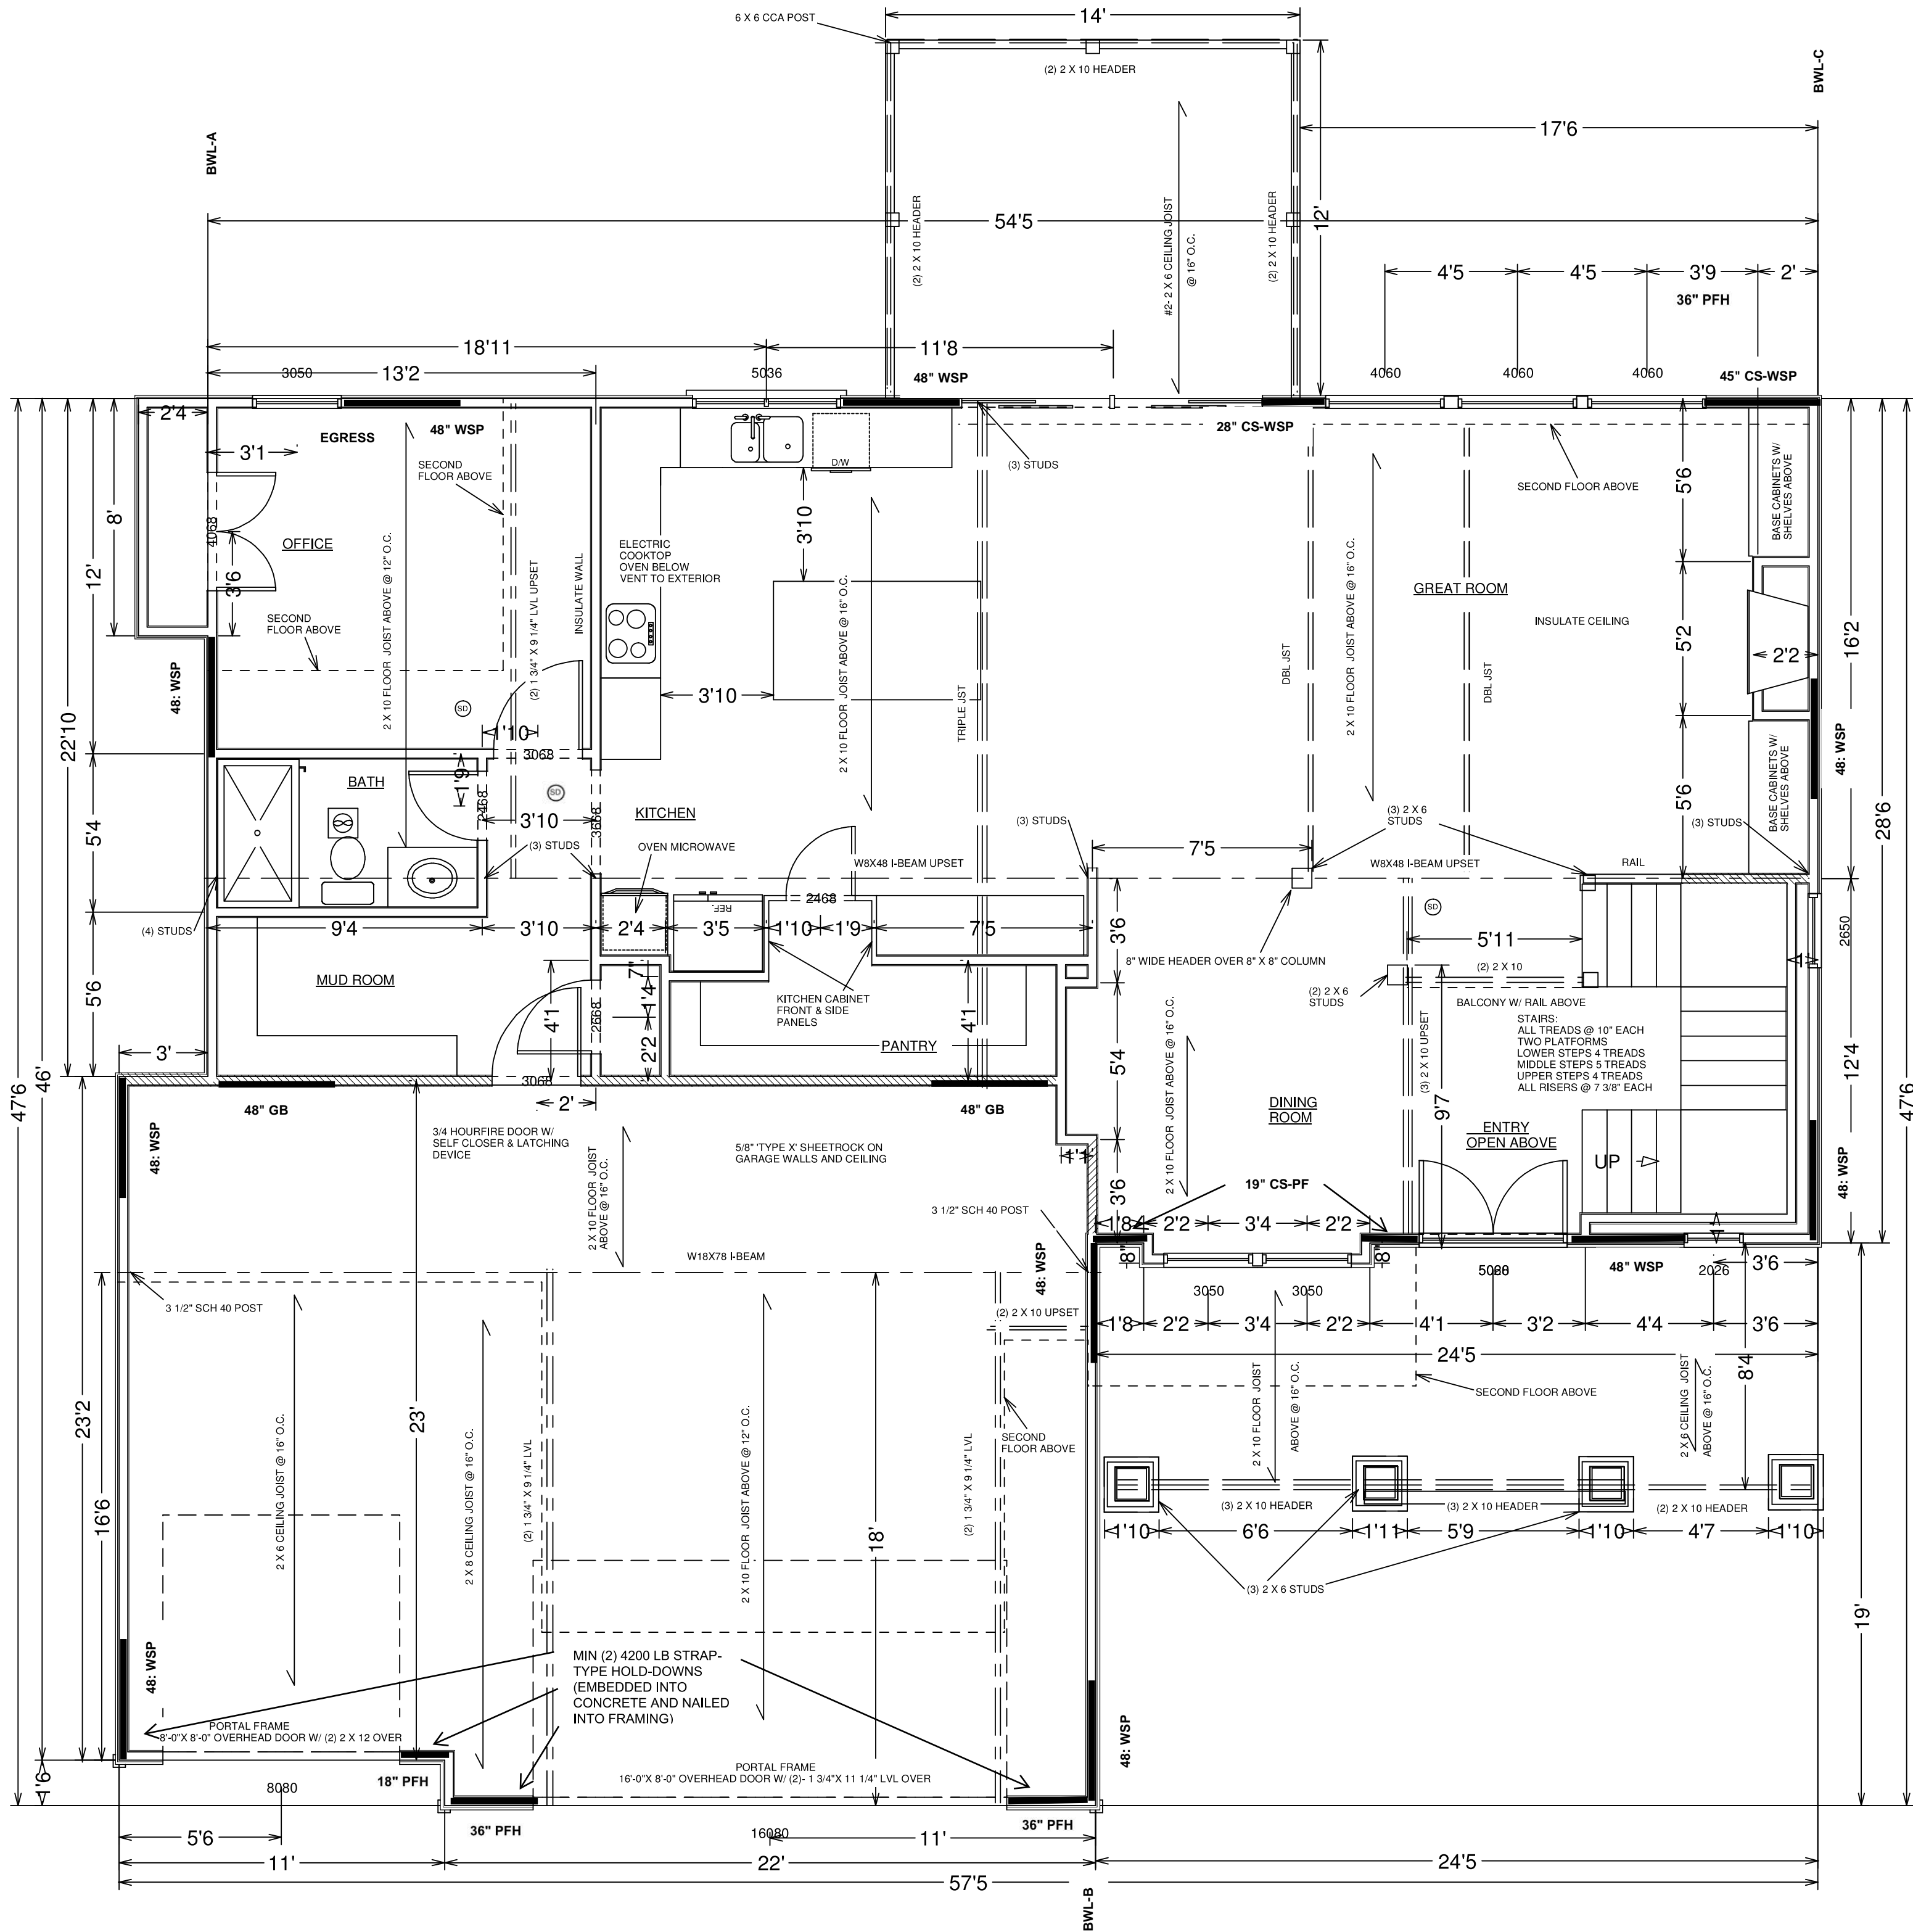 14'
6 X 6 CCA POST
(2) 2 X 10 HEADER
BWL-C
17'6
BWL-A
54'5
(2) 2 X 10 HEADER
#2- 2 X 6 CEILING JOIST
@ 16" O.C.
(2) 2 X 10 HEADER
12'
4'5
4'5
3'9
2'
36" PFH
18'11
11'8
3050
13'2
5036
48" WSP
4060
4060
4060
45" CS-WSP
2'4
EGRESS
48" WSP
28" CS-WSP
3'1
SECOND
FLOOR ABOVE
D/W
(3) STUDS
SECOND FLOOR ABOVE
5'6
BASE CABINETS W/
SHELVES ABOVE
8'
4068
OFFICE
3'6
2 X 10 FLOOR JOIST ABOVE @ 12" O.C.
(2) 1 3/4" X 9 1/4" LVL UPSET
INSULATE WALL
ELECTRIC
COOKTOP
OVEN BELOW
VENT TO EXTERIOR
3'10
2 X 10 FLOOR JOIST ABOVE @ 16" O.C.
2 X 10 FLOOR JOIST ABOVE @ 16" O.C.
GREAT ROOM
INSULATE CEILING
12'
SECOND
FLOOR ABOVE
5'2
2'2
16'2
48: WSP
SD
3'10
TRIPLE JST
DBL JST
DBL JST
22'10
1'10
3068
48: WSP
BATH
1'9
2468
SD
3'10
3668
KITCHEN
5'6
BASE CABINETS W/
SHELVES ABOVE
28'6
5'4
(3) STUDS
OVEN MICROWAVE
(3) STUDS
(3) 2 X 6
STUDS
(3) STUDS
7'5
W8X48 I-BEAM UPSET
W8X48 I-BEAM UPSET
RAIL
(4) STUDS
9'4
3'10
2'4
REF.
3'5
2468
1'10
1'9
7'5
3'6
SD
5'11
2650
1'
8" WIDE HEADER OVER 8" X 8" COLUMN
(2) 2 X 10
5'6
MUD ROOM
7"
1'4
4'1
2668
2'2
KITCHEN CABINET
FRONT & SIDE
PANELS
PANTRY
4'1
(2) 2 X 6
STUDS
BALCONY W/ RAIL ABOVE
STAIRS:
ALL TREADS @ 10" EACH
TWO PLATFORMS
LOWER STEPS 4 TREADS
MIDDLE STEPS 5 TREADS
UPPER STEPS 4 TREADS
ALL RISERS @ 7 3/8" EACH
12'4
3'
3068
2'
5'4
2 X 10 FLOOR JOIST ABOVE @ 16" O.C.
(3) 2 X 10 UPSET
9'7
47'6
46'
47'6
48" GB
48" GB
DINING
ROOM
ENTRY
OPEN ABOVE
UP
48: WSP
3/4 HOURFIRE DOOR W/
SELF CLOSER & LATCHING
DEVICE
2 X 10 FLOOR JOIST
ABOVE @ 16" O.C.
5/8" 'TYPE X' SHEETROCK ON
GARAGE WALLS AND CEILING
1'1
3'6
19" CS-PF
48: WSP
3 1/2" SCH 40 POST
1'8
2'2
3'4
2'2
1'
W18X78 I-BEAM
48: WSP
8"
8"
3 1/2" SCH 40 POST
3050
3050
48" WSP
2026
3'6
(2) 2 X 10 UPSET
1'8
2'2
3'4
2'2
4'1
3'2
4'4
3'6
24'5
2 X 10 FLOOR JOIST
ABOVE @ 16" O.C.
SECOND FLOOR ABOVE
2 X 6 CEILING JOIST
ABOVE @ 16" O.C.
8'4
23'2
16'6
2 X 6 CEILING JOIST @ 16" O.C.
23'
2 X 8 CEILING JOIST @ 16" O.C.
(2) 1 3/4" X 9 1/4" LVL
2 X 10 FLOOR JOIST ABOVE @ 12" O.C.
18'
(2) 1 3/4" X 9 1/4" LVL
SECOND
FLOOR ABOVE
(3) 2 X 10 HEADER
(3) 2 X 10 HEADER
(2) 2 X 10 HEADER
1'10
6'6
1'11
5'9
1'10
4'7
1'10
(3) 2 X 6 STUDS
19'
48: WSP
MIN (2) 4200 LB STRAP-
TYPE HOLD-DOWNS
(EMBEDDED INTO
CONCRETE AND NAILED
INTO FRAMING)
48: WSP
PORTAL FRAME
8'-0"X 8'-0" OVERHEAD DOOR W/ (2) 2 X 12 OVER
PORTAL FRAME
16'-0"X 8'-0" OVERHEAD DOOR W/ (2)- 1 3/4"X 11 1/4" LVL OVER
1'6
8080
18" PFH
5'6
36" PFH
16080
11'
36" PFH
11'
22'
24'5
57'5
BWL-B